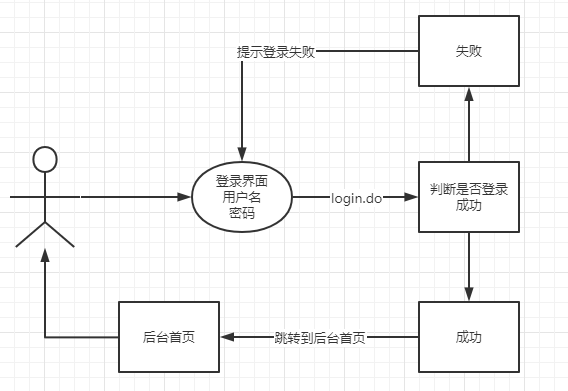 失败
提示登录失败
登录界面
用户名
密码
login.do
判断是否登录
成功
后台首页
跳转到后台首页
成功